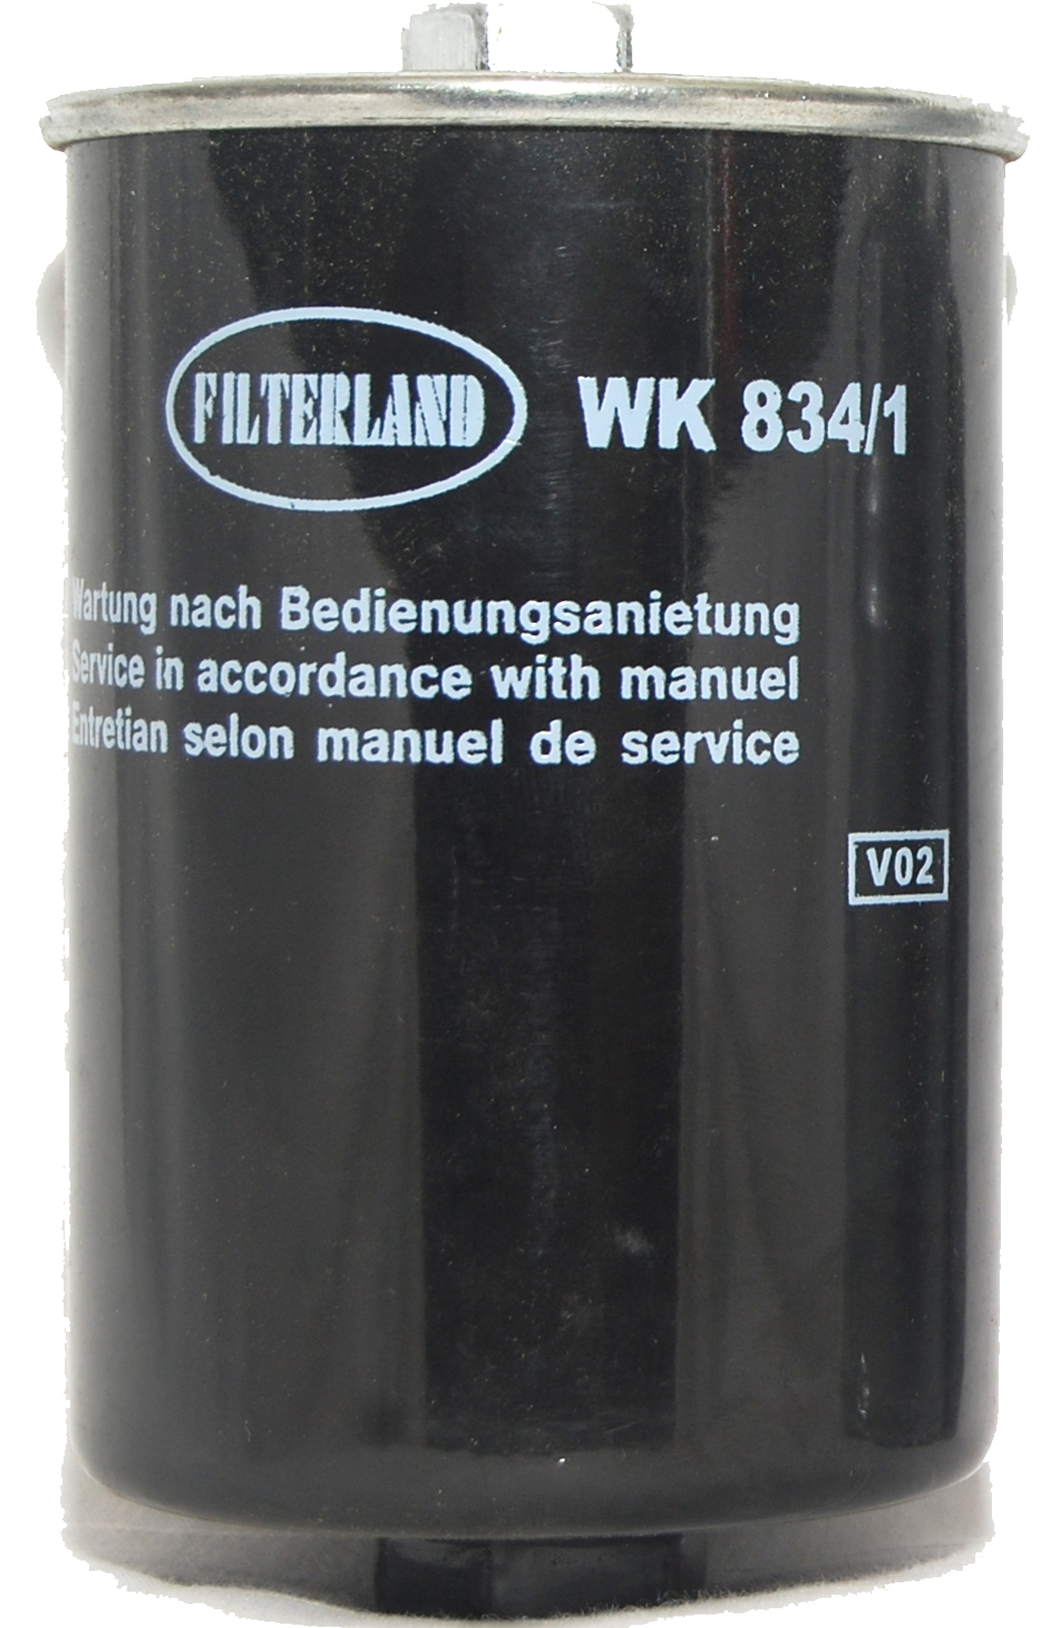 FILTERLAND WK 834/1
Wartung nach Bedienungsanietung
Service in accordance with manuel
Entretian selon manuel de service
V02